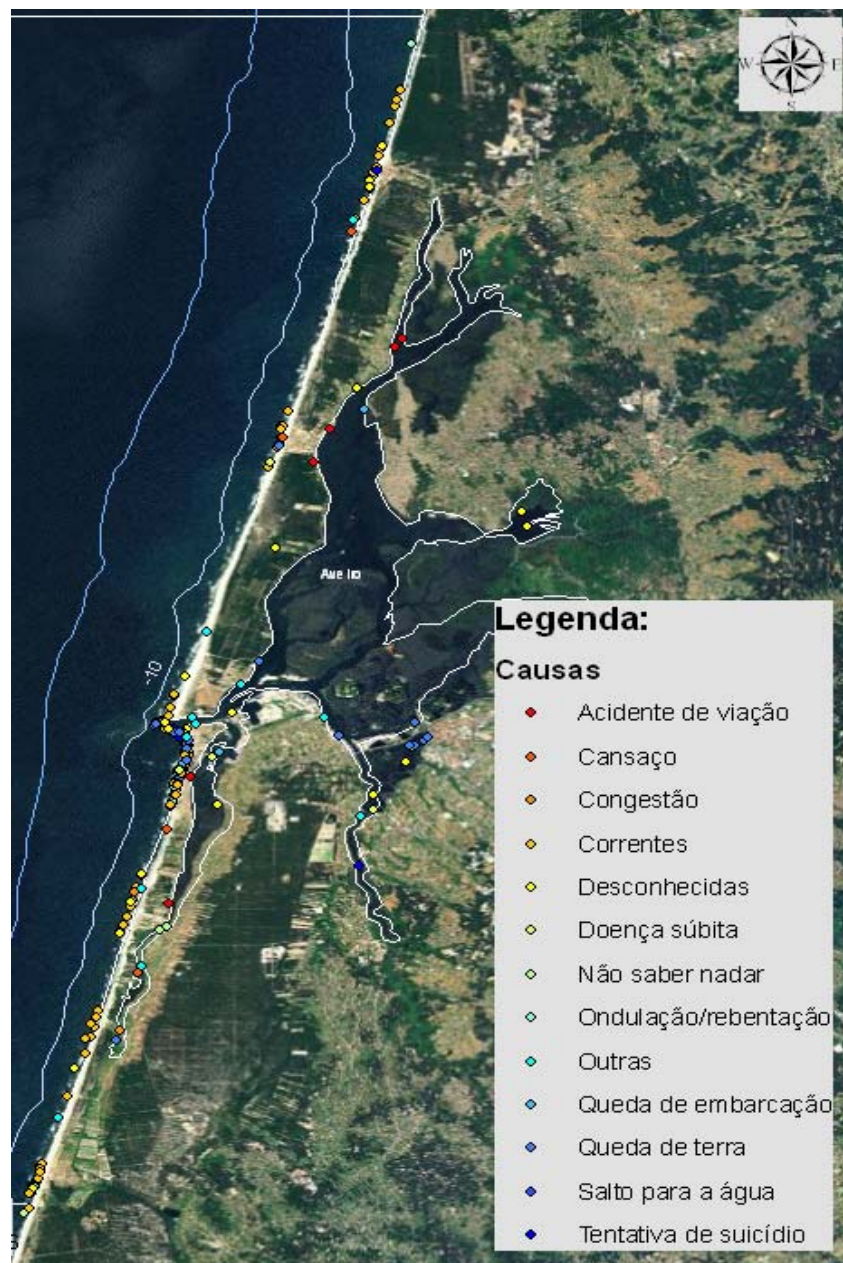 N
W E
S
Aveiro
-10
Legenda:
Causas
Acidente de viação
Cansaço
Congestão
Correntes
Desconhecidas
Doença súbita
Não saber nadar
Ondulação/rebentação
Outras
Queda de embarcação
Queda de terra
Salto para a água
Tentativa de suicídio